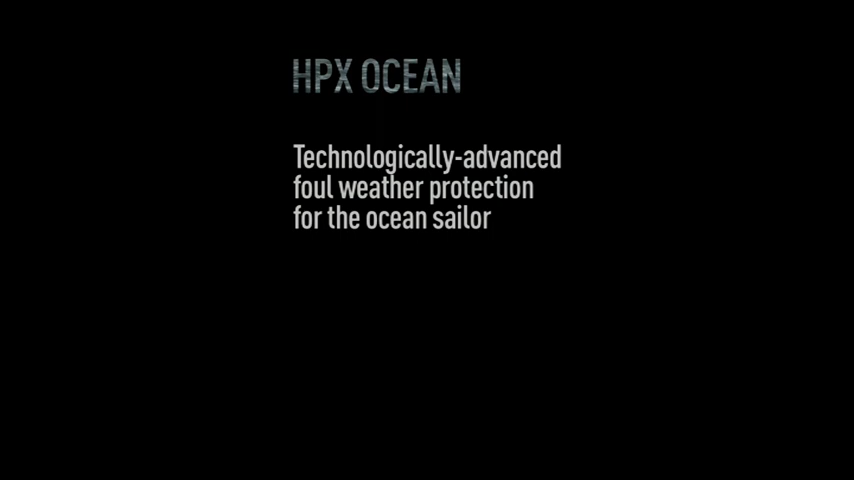 HPX OCEAN
Technologically-advanced
foul weather protection
for the ocean sailor